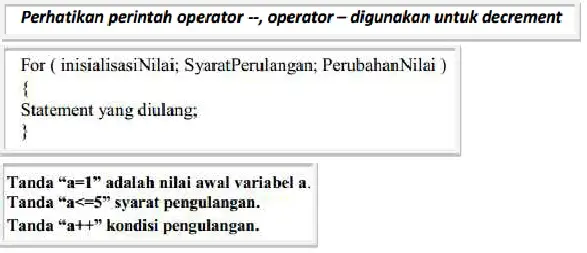 Perhatikan perintah operator --, operator – digunakan untuk decrement
For ( inisialisasiNilai; SyaratPerulangan; PerubahanNilai )
{
Statement yang diulang;
}
Tanda “a=1” adalah nilai awal variabel a.
Tanda “a<=5” syarat pengulangan.
Tanda “a++” kondisi pengulangan.